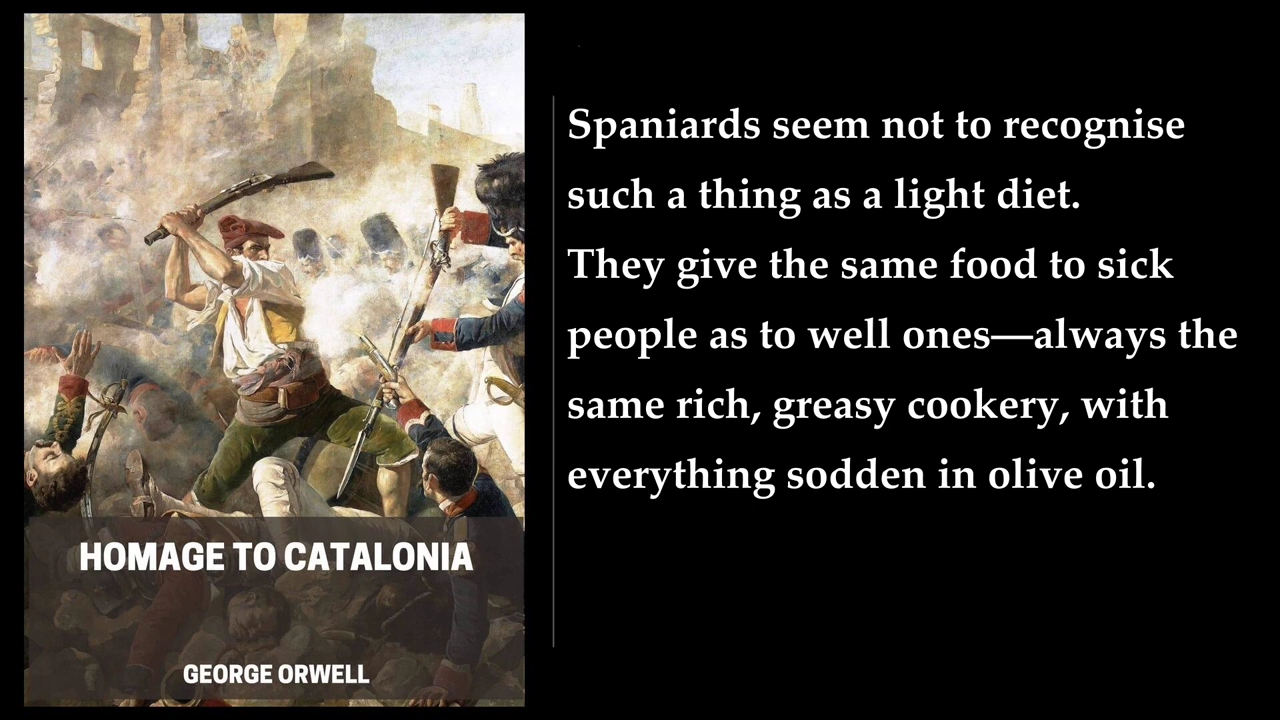 HOMAGE TO CATALONIA
GEORGE ORWELL
Spaniards seem not to recognise
such a thing as a light diet.
They give the same food to sick
people as to well ones—always the
same rich, greasy cookery, with
everything sodden in olive oil.